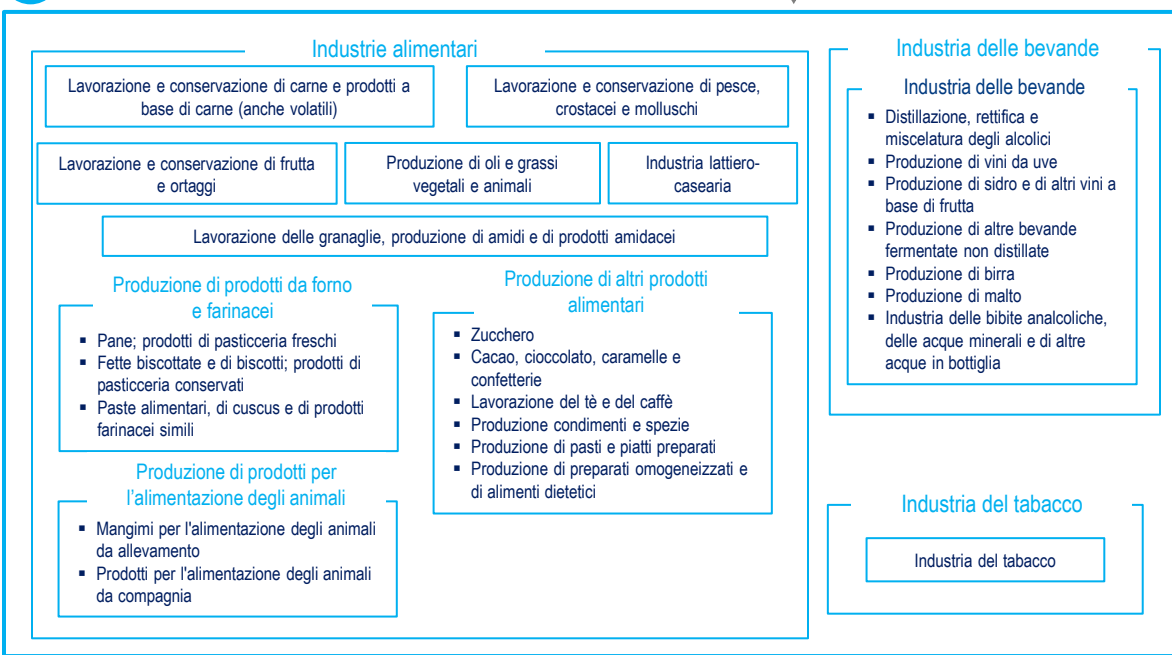 Industrie alimentari
Lavorazione e conservazione di carne e prodotti a
base di carne (anche volatili)
Lavorazione e conservazione di pesce,
crostacei e molluschi
Lavorazione e conservazione di frutta
e ortaggi
Produzione di oli e grassi
vegetali e animali
Industria lattiero-
casearia
Lavorazione delle granaglie, produzione di amidi e di prodotti amidacei
Produzione di prodotti da forno
e farinacei
▪ Pane; prodotti di pasticceria freschi
▪ Fette biscottate e di biscotti; prodotti di
pasticceria conservati
▪ Paste alimentari, di cuscus e di prodotti
farinacei simili
Produzione di prodotti per
l’alimentazione degli animali
▪ Mangimi per l'alimentazione degli animali
da allevamento
▪ Prodotti per l'alimentazione degli animali
da compagnia
Produzione di altri prodotti
alimentari
▪ Zucchero
▪ Cacao, cioccolato, caramelle e
confetterie
▪ Lavorazione del tè e del caffè
▪ Produzione condimenti e spezie
▪ Produzione di pasti e piatti preparati
▪ Produzione di preparati omogeneizzati e
di alimenti dietetici
Industria delle bevande
Industria delle bevande
▪ Distillazione, rettifica e
miscelatura degli alcolici
▪ Produzione di vini da uve
▪ Produzione di sidro e di altri vini a
base di frutta
▪ Produzione di altre bevande
fermentate non distillate
▪ Produzione di birra
▪ Produzione di malto
▪ Industria delle bibite analcoliche,
delle acque minerali e di altre
acque in bottiglia
Industria del tabacco
Industria del tabacco